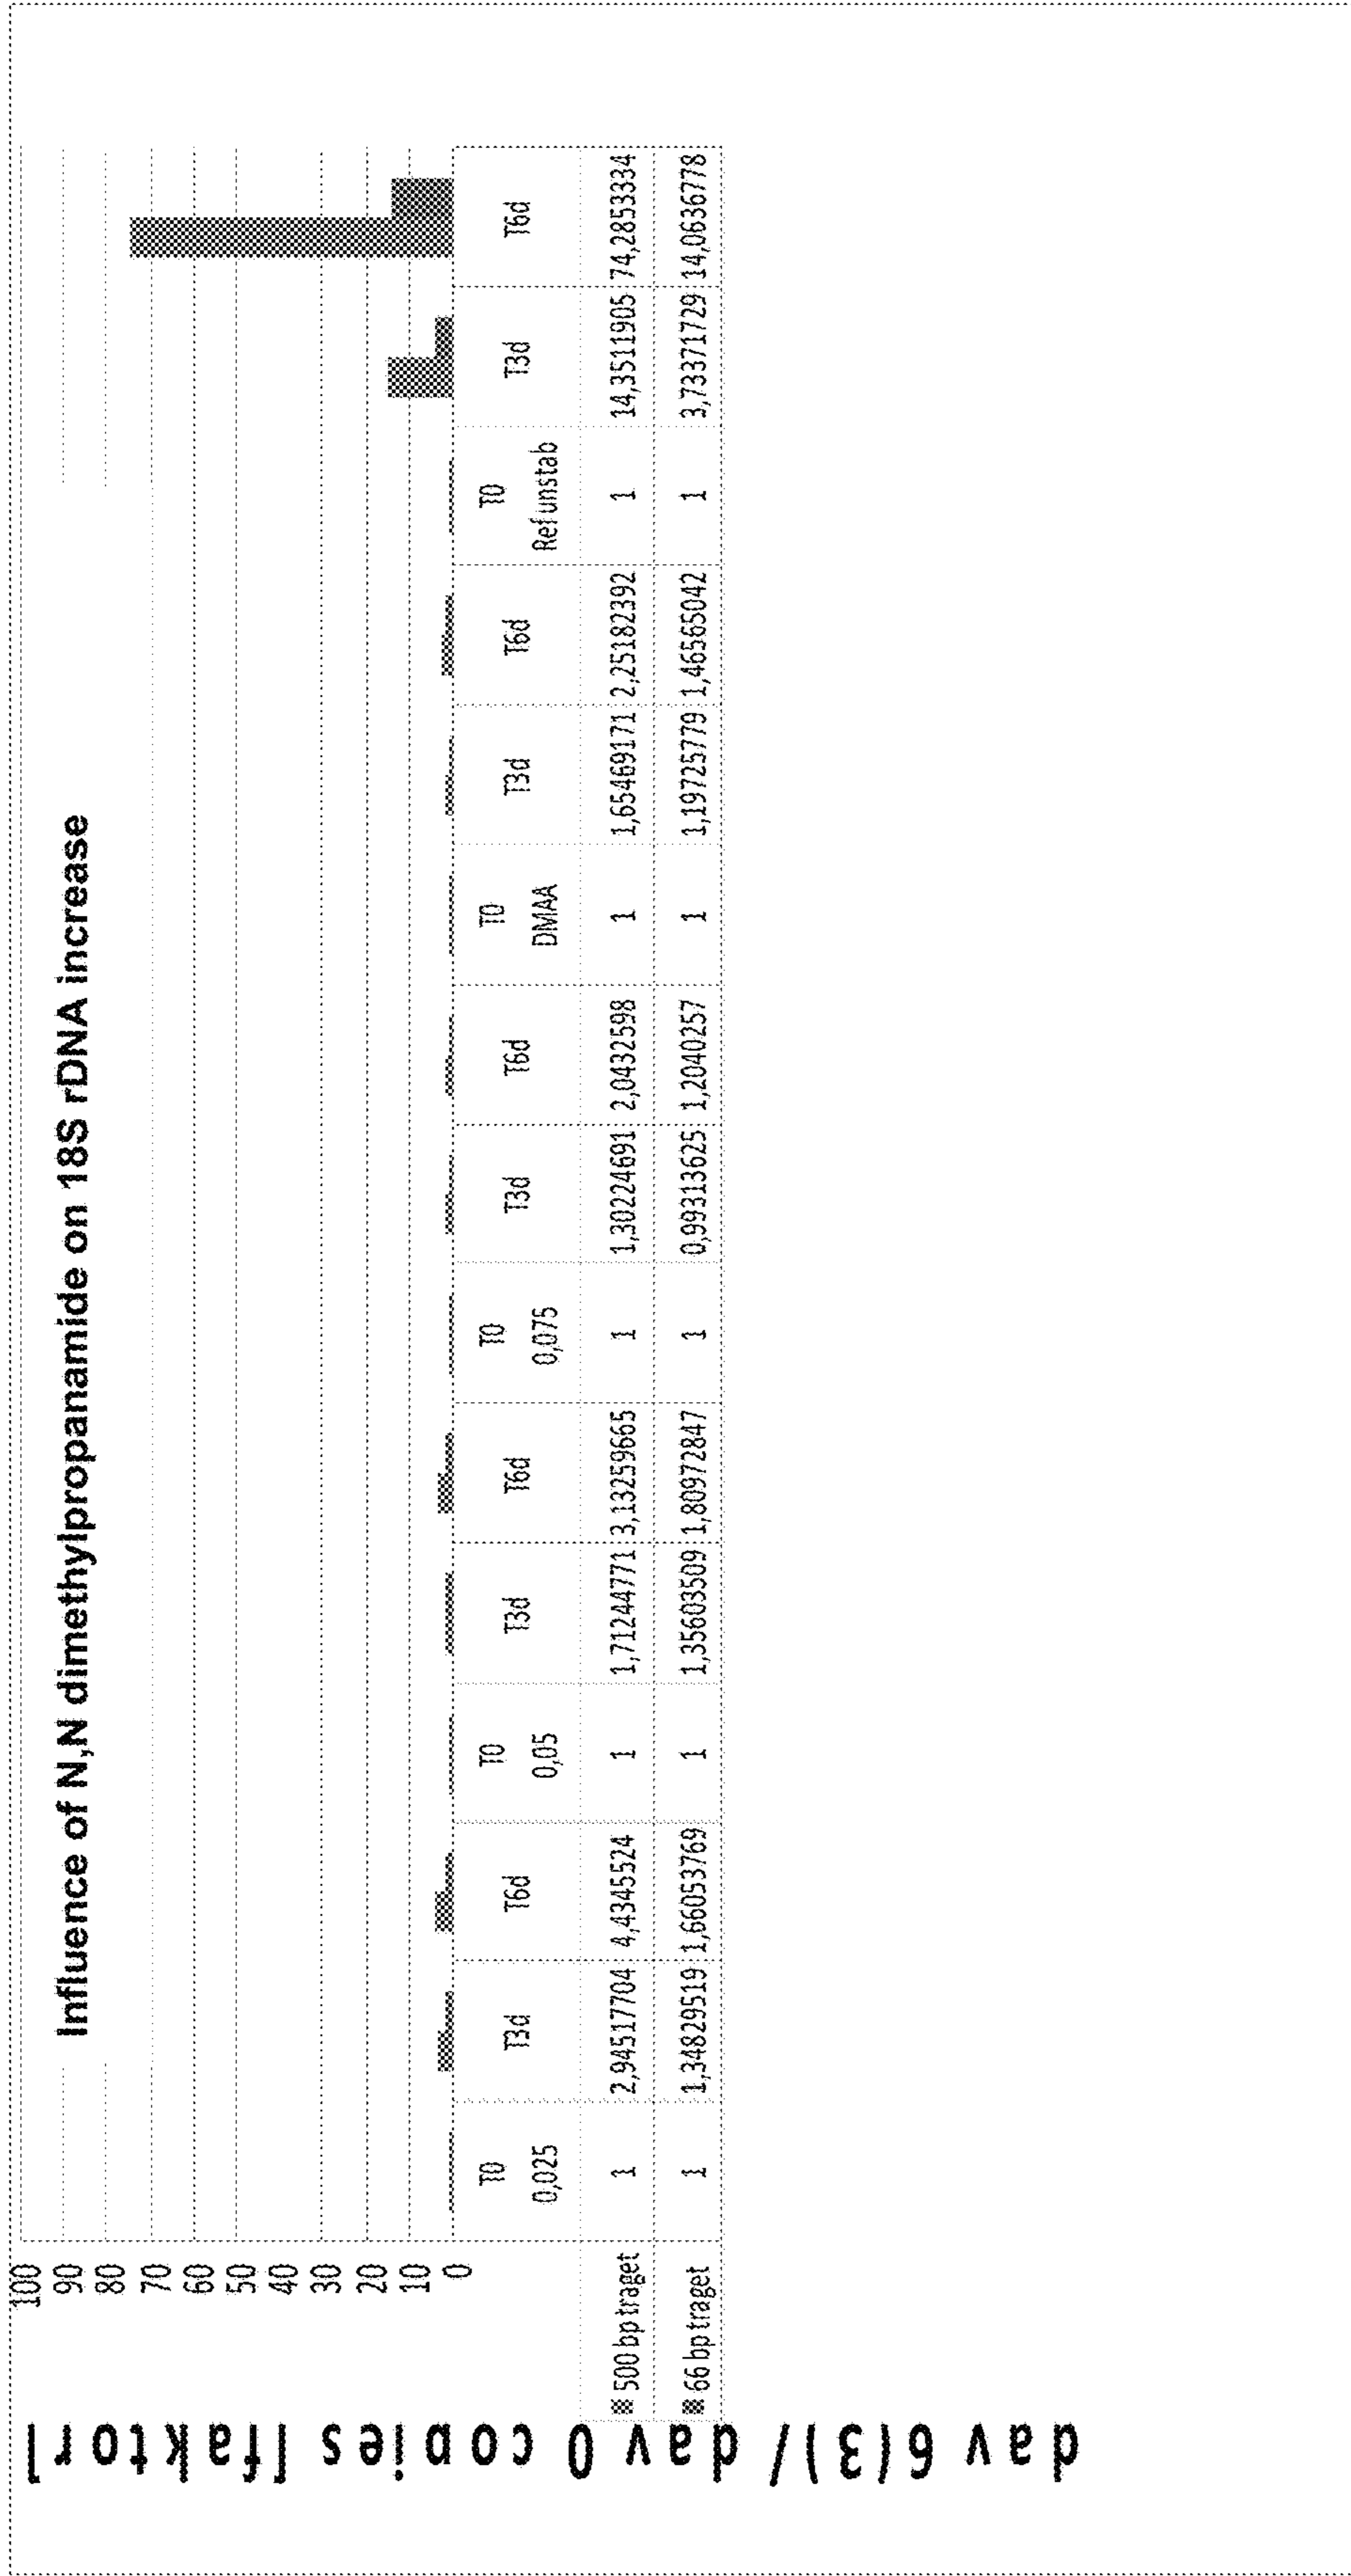 Influence of N,N dimethylpropanamide on 18S rDNA increase
day 6(3)/ day 0 copies [faktor]
100
90
80
70
60
50
40
30
20
10
0
T0 T3d T6d T0 T3d T6d T0 T3d T6d T0 T3d T6d T0 T3d T6d
0,025 0,05 0,075 DMAA Ref unstab
500 bp traget 1 2,94517704 4,4345524 1 1,71244771 3,13259665 1 1,30224691 2,0432598 1 1,65469171 2,25182392 1 14,3511905 74,2853334
66 bp traget 1 1,34829519 1,66053769 1 1,35603509 1,80972847 1 0,99313625 1,2040257 1 1,19725779 1,46565042 1 3,73371729 14,0636778